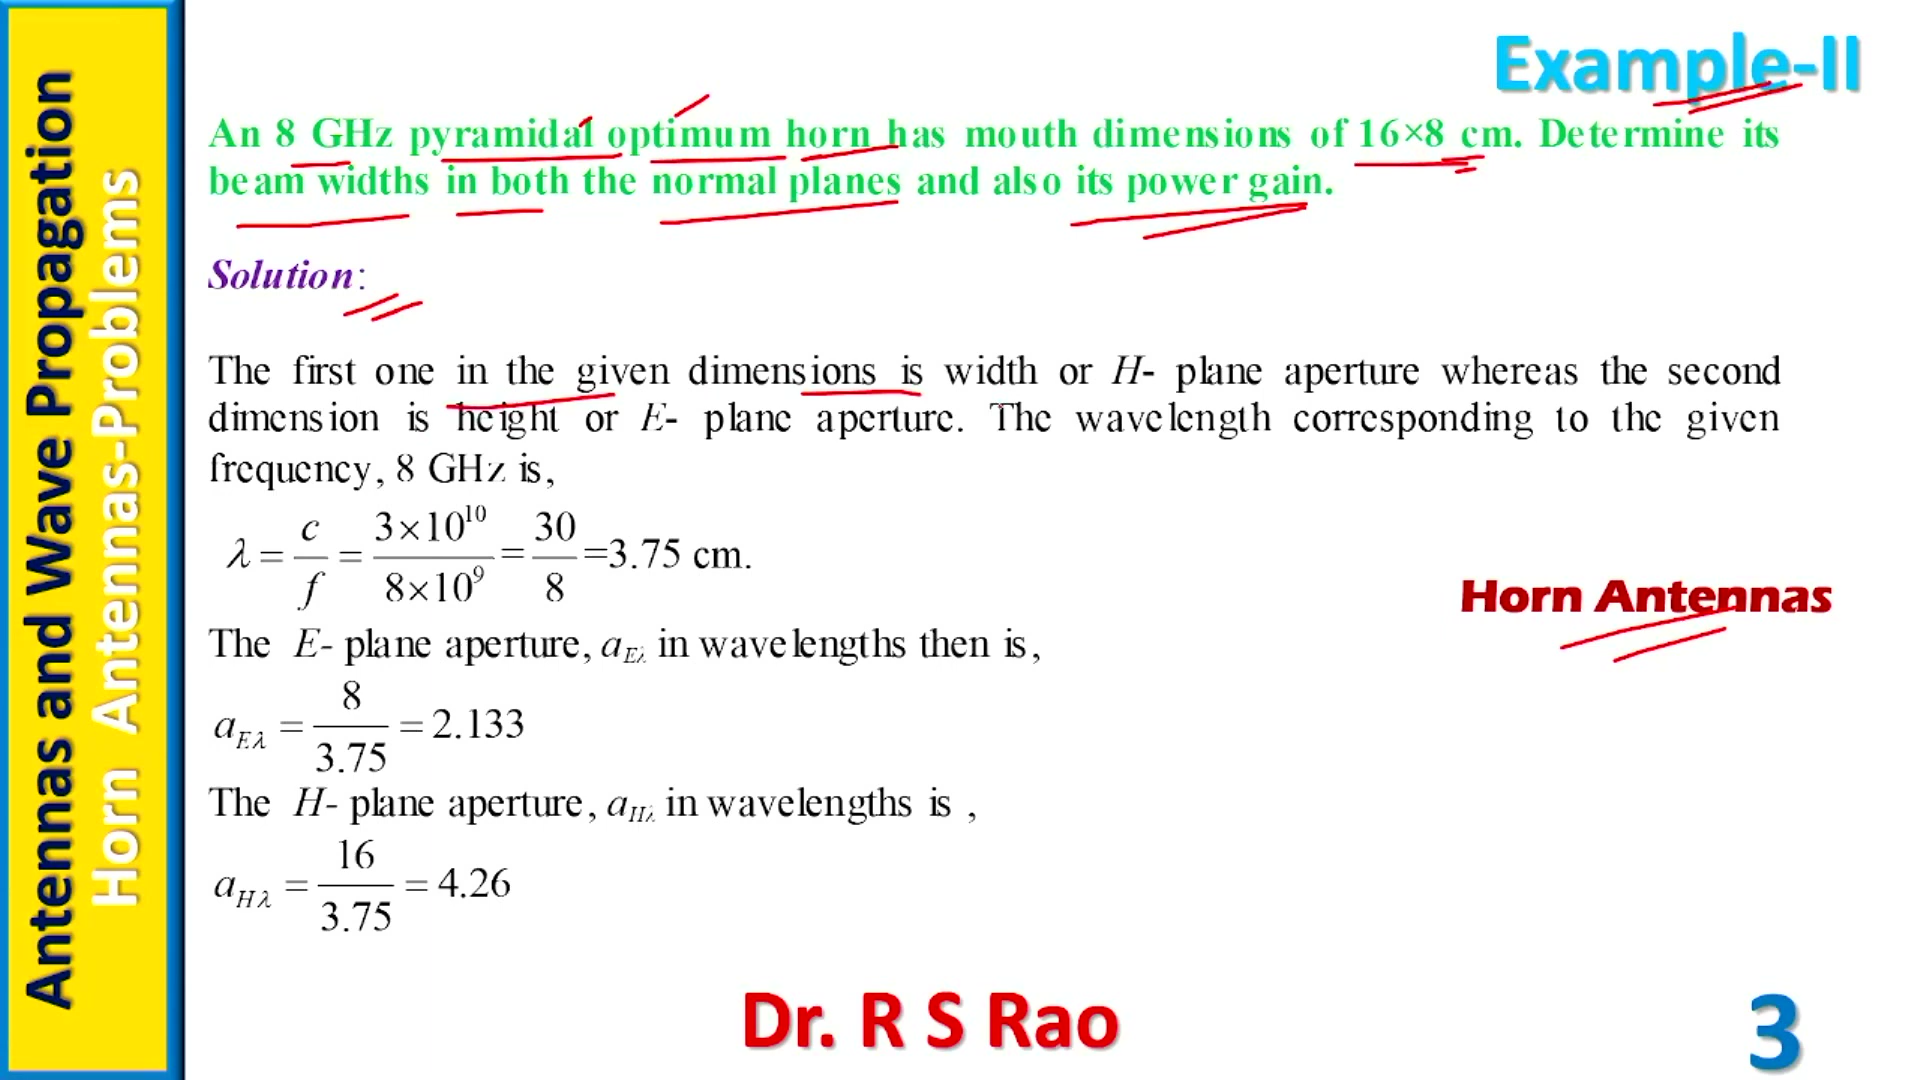 Antennas and Wave Propagation
Horn Antennas-Problems
Example-II
An 8 GHz pyramidal optimum horn has mouth dimensions of 16×8 cm. Determine its
beam widths in both the normal planes and also its power gain.
Solution:
The first one in the given dimensions is width or H- plane aperture whereas the second
dimension is height or E- plane aperture. The wavelength corresponding to the given
frequency, 8 GHz is,
λ = c/f = 3×10¹⁰/8×10⁹ = 30/8 =3.75 cm.
Horn Antennas
The E- plane aperture, a_Eλ in wavelengths then is,
a_Eλ = 8/3.75 = 2.133
The H- plane aperture, a_Hλ in wavelengths is ,
a_Hλ = 16/3.75 = 4.26
Dr. R S Rao
3